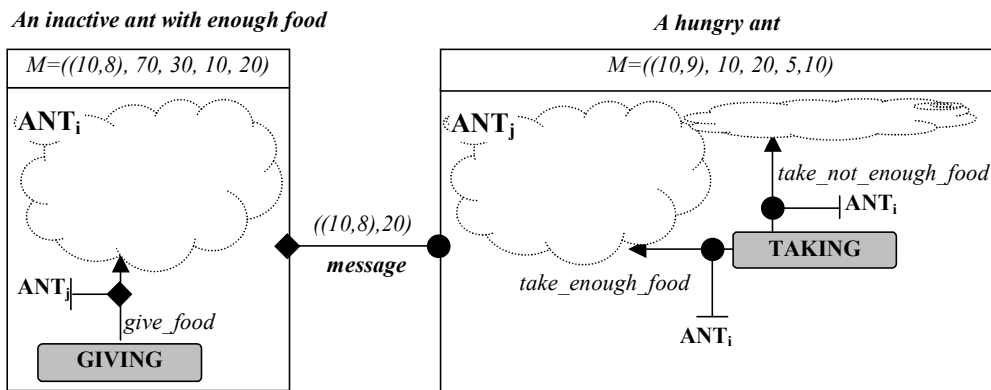 An inactive ant with enough food
A hungry ant
M=((10,8), 70, 30, 10, 20)
M=((10,9), 10, 20, 5,10)
ANTi
ANTj
take_not_enough_food
ANTi
((10,8),20)
message
TAKING
take_enough_food
ANTj
give_food
ANTi
GIVING